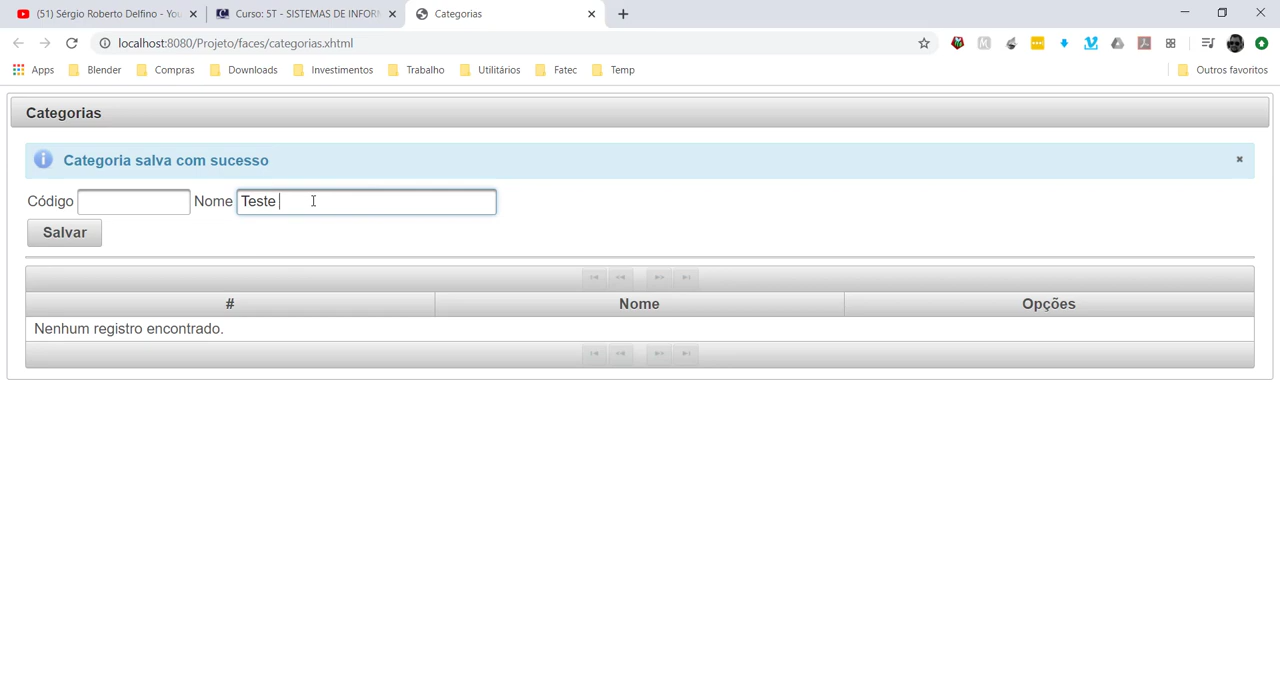 (51) Sérgio Roberto Delfino - You
Curso: 5T - SISTEMAS DE INFOR
Categorias
localhost:8080/Projeto/faces/categorias.xhtml
Apps Blender Compras Downloads Investimentos Trabalho Utilitários Fatec Temp Outros favoritos
Categorias
Categoria salva com sucesso
Código Nome Teste
Salvar
# Nome Opções
Nenhum registro encontrado.